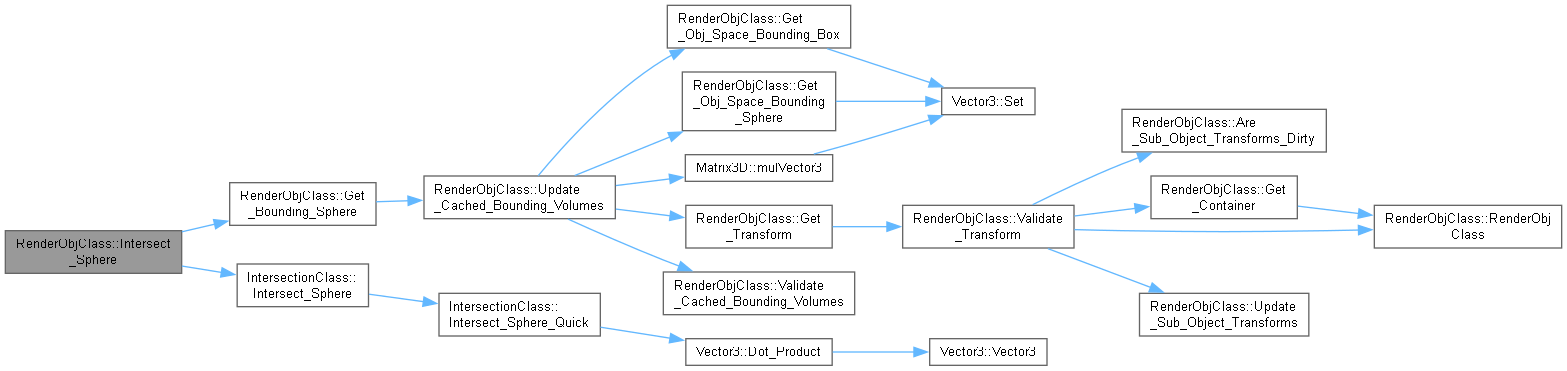 RenderObjClass::Intersect
_Sphere
RenderObjClass::Get
_Bounding_Sphere
IntersectionClass::
Intersect_Sphere
RenderObjClass::Update
_Cached_Bounding_Volumes
IntersectionClass::
Intersect_Sphere_Quick
RenderObjClass::Get
_Obj_Space_Bounding_Box
RenderObjClass::Get
_Obj_Space_Bounding
_Sphere
Matrix3D::mulVector3
RenderObjClass::Get
_Transform
RenderObjClass::Validate
_Cached_Bounding_Volumes
Vector3::Dot_Product
Vector3::Set
RenderObjClass::Validate
_Transform
Vector3::Vector3
RenderObjClass::Are
_Sub_Object_Transforms_Dirty
RenderObjClass::Get
_Container
RenderObjClass::Update
_Sub_Object_Transforms
RenderObjClass::RenderObj
Class